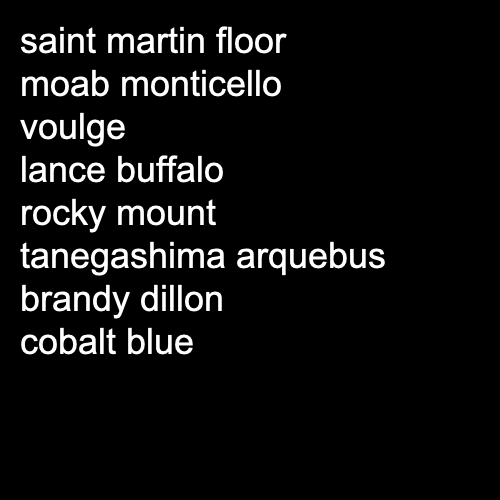 saint martin floor
moab monticello
voulge
lance buffalo
rocky mount
tanegashima arquebus
brandy dillon
cobalt blue